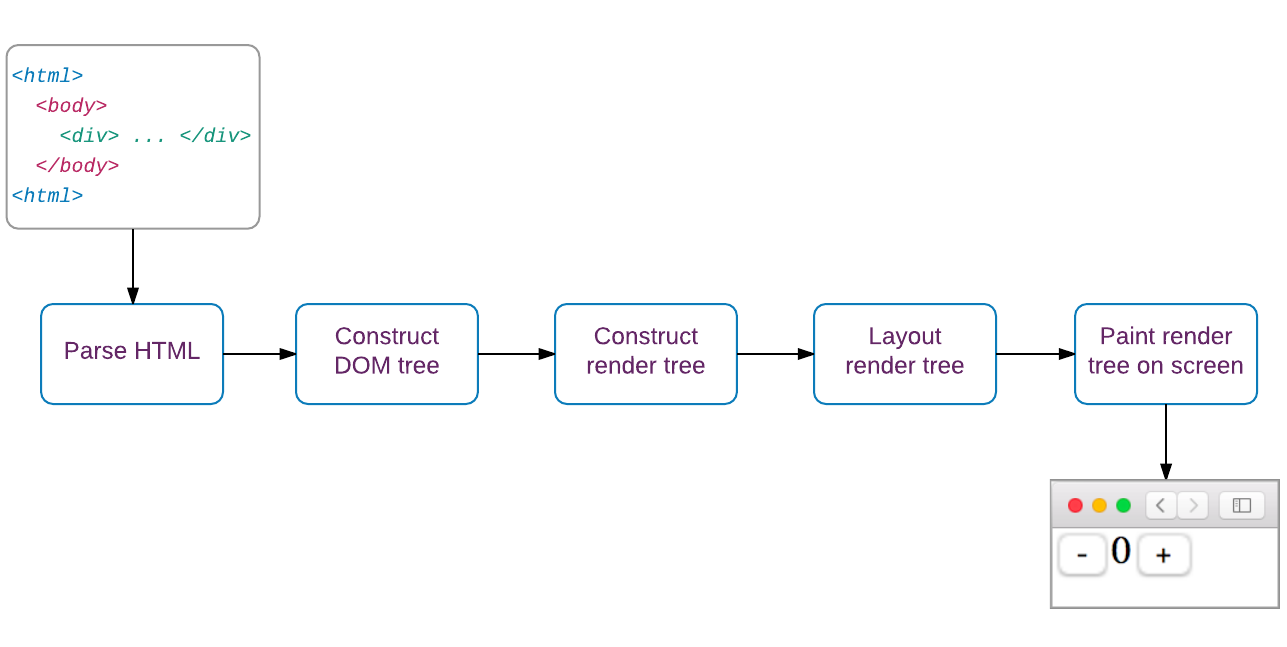 <html>
<body>
<div> ... </div>
</body>
<html>
Parse HTML
Construct
DOM tree
Construct
render tree
Layout
render tree
Paint render
tree on screen
- 0 +